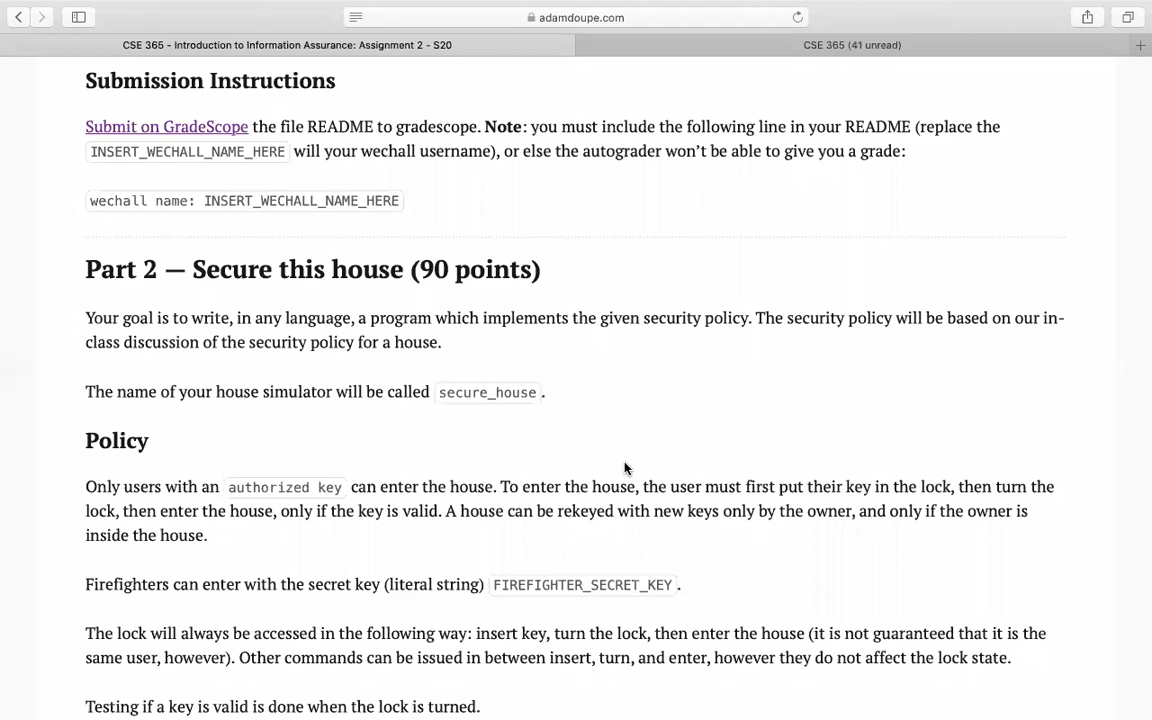 adamdoupe.com
CSE 365 - Introduction to Information Assurance: Assignment 2 - S20
CSE 365 (41 unread)
Submission Instructions
Submit on GradeScope the file README to gradescope. Note: you must include the following line in your README (replace the
INSERT_WECHALL_NAME_HERE will your wechall username), or else the autograder won’t be able to give you a grade:
wechall name: INSERT_WECHALL_NAME_HERE
Part 2 — Secure this house (90 points)
Your goal is to write, in any language, a program which implements the given security policy. The security policy will be based on our in-
class discussion of the security policy for a house.
The name of your house simulator will be called secure_house.
Policy
Only users with an authorized key can enter the house. To enter the house, the user must first put their key in the lock, then turn the
lock, then enter the house, only if the key is valid. A house can be rekeyed with new keys only by the owner, and only if the owner is
inside the house.
Firefighters can enter with the secret key (literal string) FIREFIGHTER_SECRET_KEY.
The lock will always be accessed in the following way: insert key, turn the lock, then enter the house (it is not guaranteed that it is the
same user, however). Other commands can be issued in between insert, turn, and enter, however they do not affect the lock state.
Testing if a key is valid is done when the lock is turned.